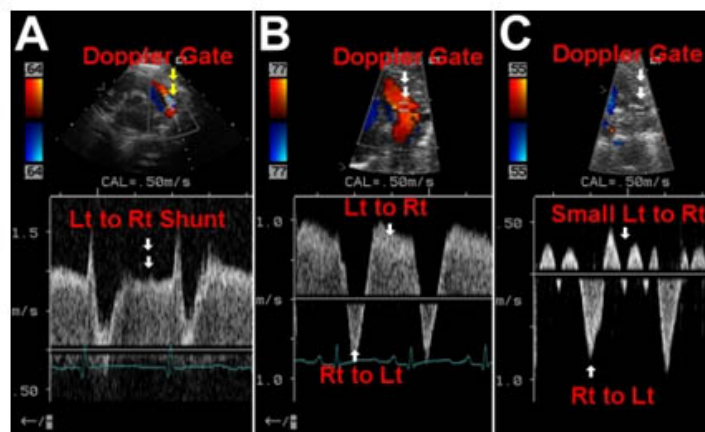 A
Doppler Gate
.64
.64
CAL=.50m/s
Lt to Rt Shunt
1.5
m/s
.50
B
Doppler Gate
.77
.77
CAL=.50m/s
Lt to Rt
1.0
m/s
Rt to Lt
1.0
C
Doppler Gate
.55
.55
CAL=.50m/s
Small Lt to Rt
.50
m/s
Rt to Lt
1.0